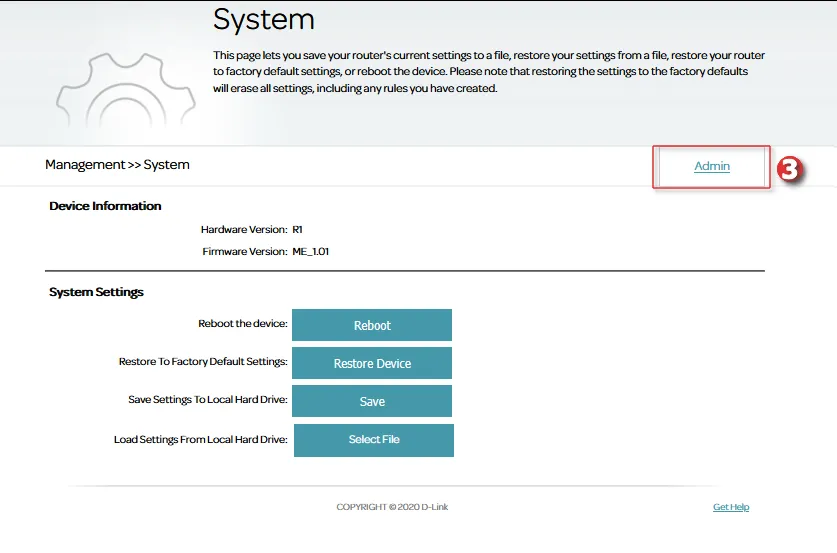 System
This page lets you save your router's current settings to a file, restore your settings from a file, restore your router
to factory default settings, or reboot the device. Please note that restoring the settings to the factory defaults
will erase all settings, including any rules you have created.
Management >> System
Admin
3
Device Information
Hardware Version: R1
Firmware Version: ME_1.01
System Settings
Reboot the device: Reboot
Restore To Factory Default Settings: Restore Device
Save Settings To Local Hard Drive: Save
Load Settings From Local Hard Drive: Select File
COPYRIGHT © 2020 D-Link
Get Help